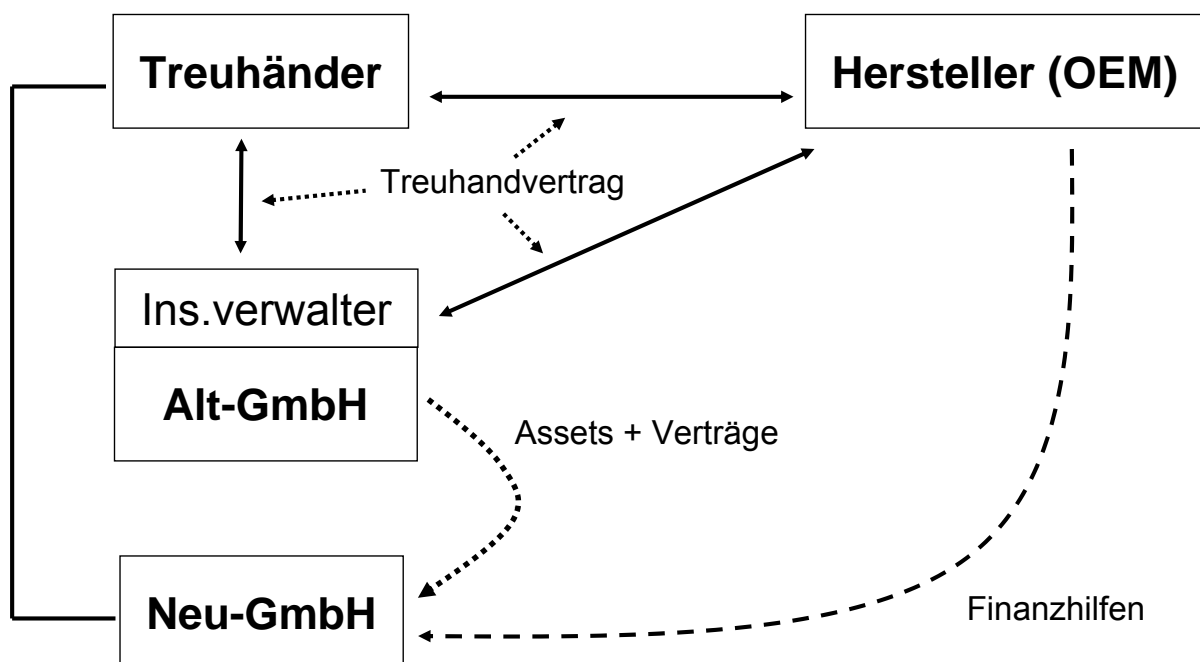 Treuhänder
Hersteller (OEM)
Treuhandvertrag
Ins.verwalter
Alt-GmbH
Assets + Verträge
Neu-GmbH
Finanzhilfen